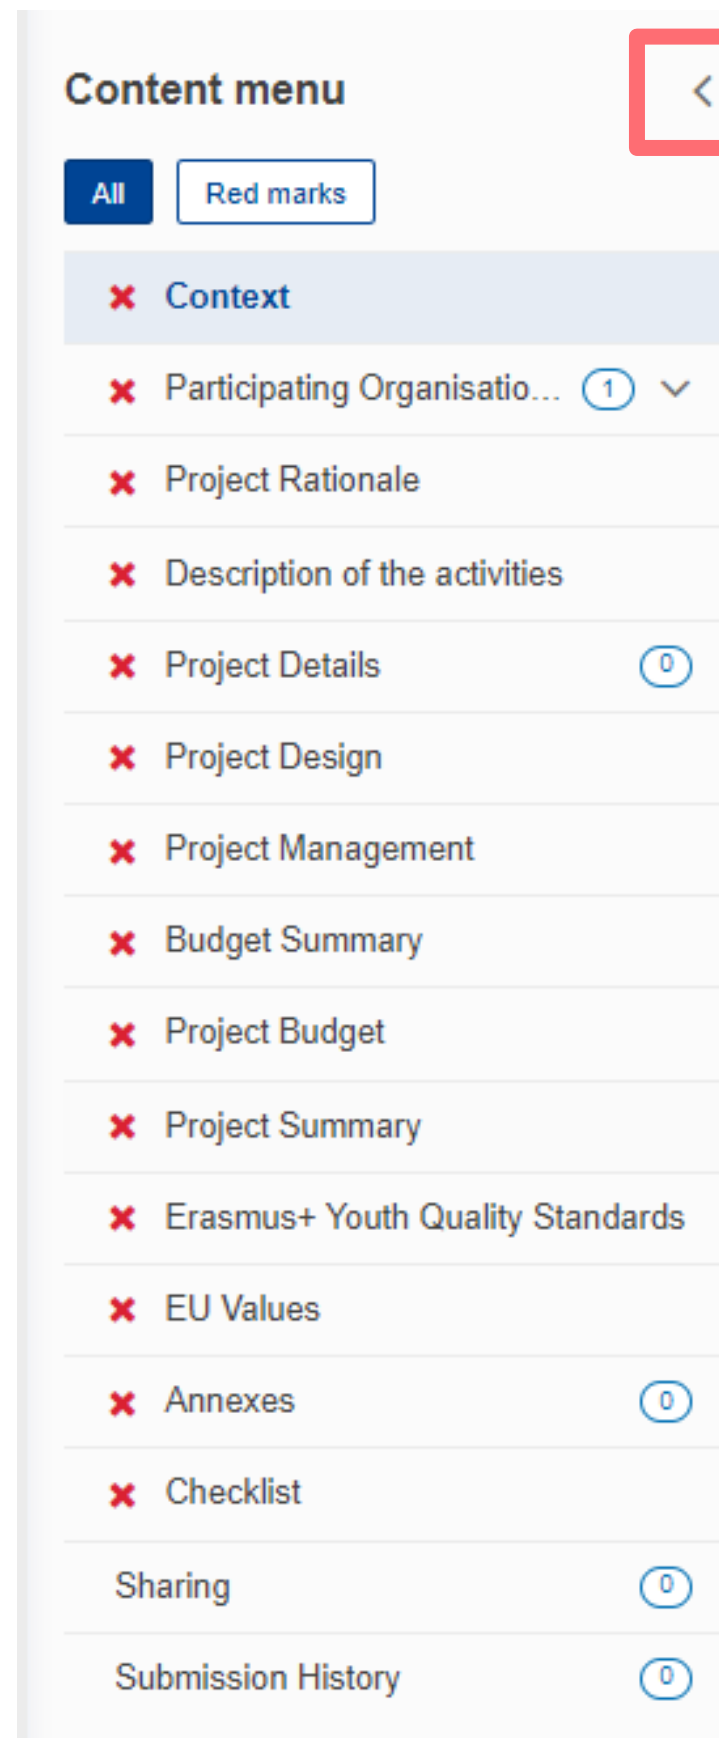 Content menu
All Red marks
Context
Participating Organisatio... 1
Project Rationale
Description of the activities
Project Details 0
Project Design
Project Management
Budget Summary
Project Budget
Project Summary
Erasmus+ Youth Quality Standards
EU Values
Annexes 0
Checklist
Sharing 0
Submission History 0